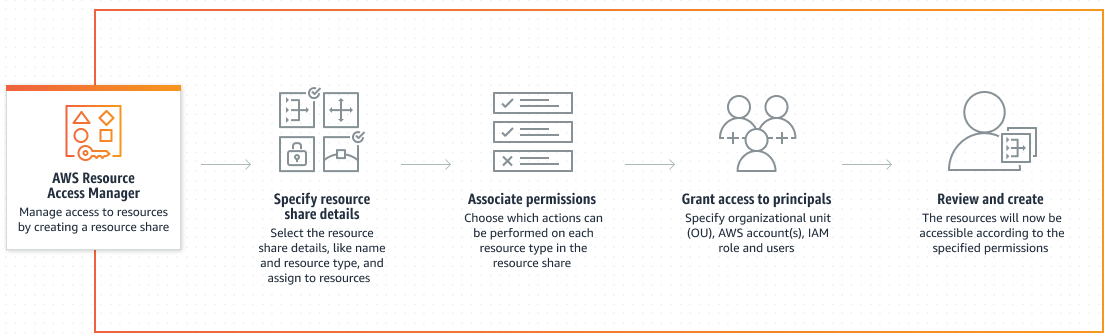 AWS Resource
Access Manager
Manage access to resources
by creating a resource share
Specify resource
share details
Select the resource
share details, like name
and resource type, and
assign to resources
Associate permissions
Choose which actions can
be performed on each
resource type in the
resource share
Grant access to principals
Specify organizational unit
(OU), AWS account(s), IAM
role and users
Review and create
The resources will now be
accessible according to the
specified permissions